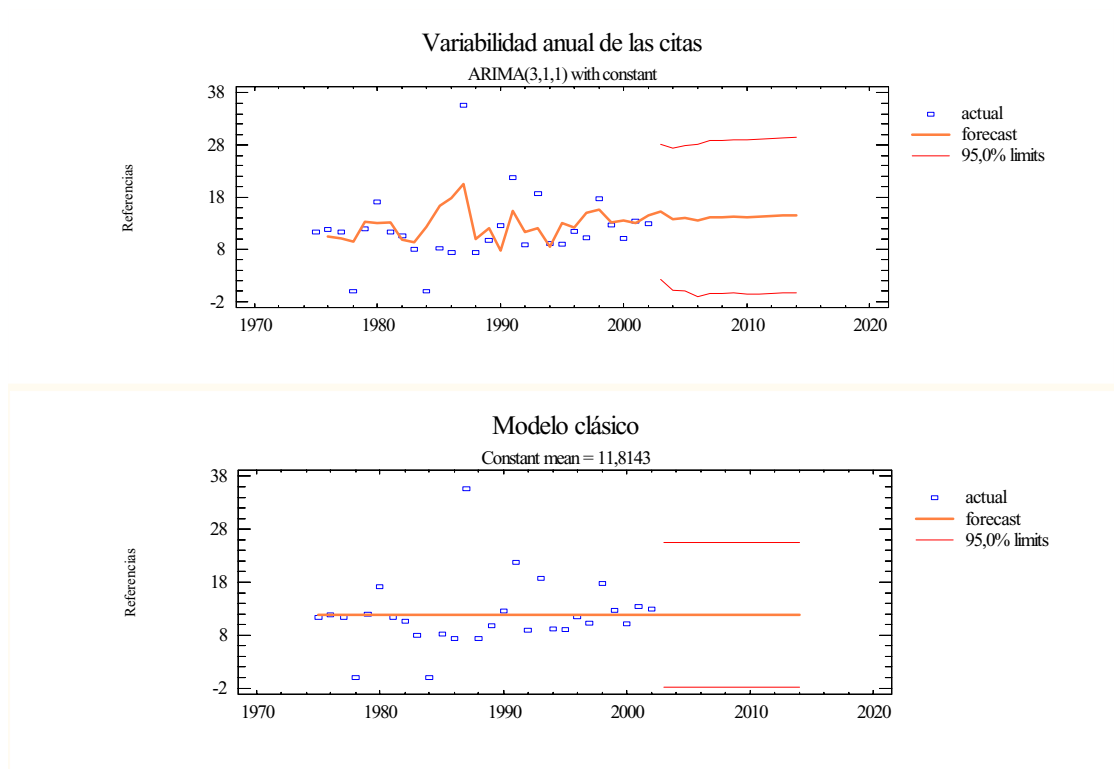 Variabilidad anual de las citas
ARIMA(3,1,1) with constant
38
28
18
8
-2
Referencias
1970 1980 1990 2000 2010 2020
actual
forecast
95,0% limits
Modelo clásico
Constant mean = 11,8143
38
28
18
8
-2
Referencias
1970 1980 1990 2000 2010 2020
actual
forecast
95,0% limits